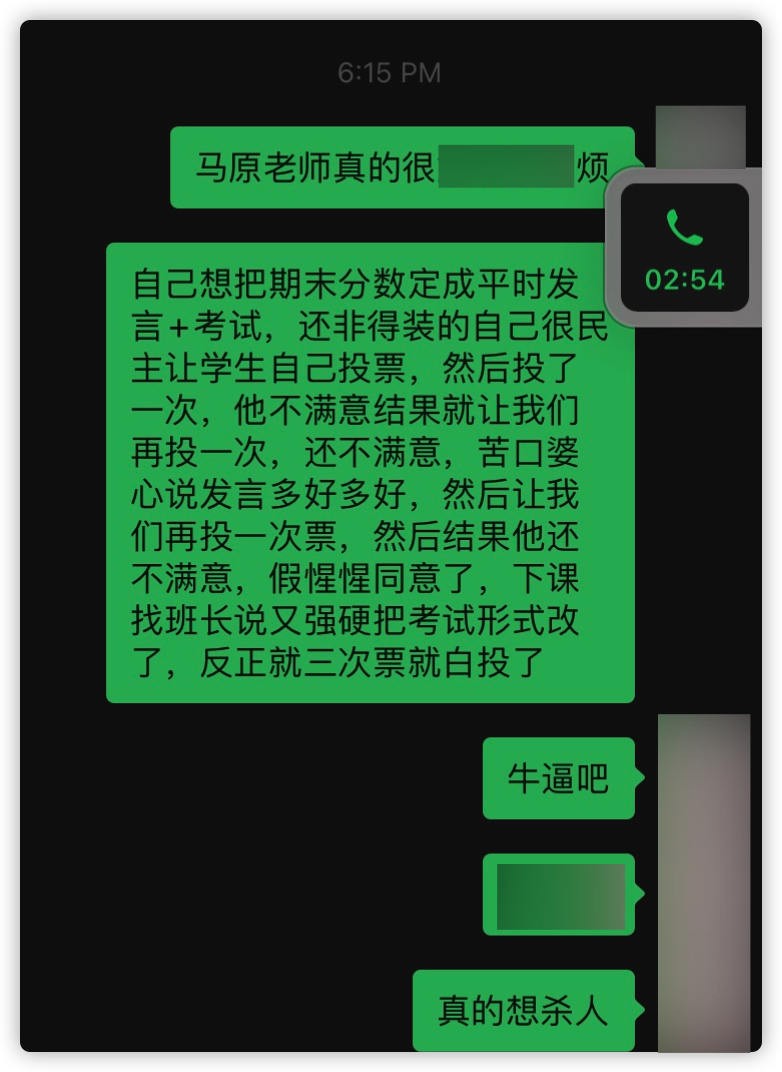 6:15 PM
马原老师真的很 烦
02:54
自己想把期末分数定成平时发
言+考试，还非得装的自己很民
主让学生自己投票，然后投了
一次，他不满意结果就让我们
再投一次，还不满意，苦口婆
心说发言多好多好，然后让我
们再投一次票，然后结果他还
不满意，假惺惺同意了，下课
找班长说又强硬把考试形式改
了，反正就三次票就白投了
牛逼吧
真的想杀人